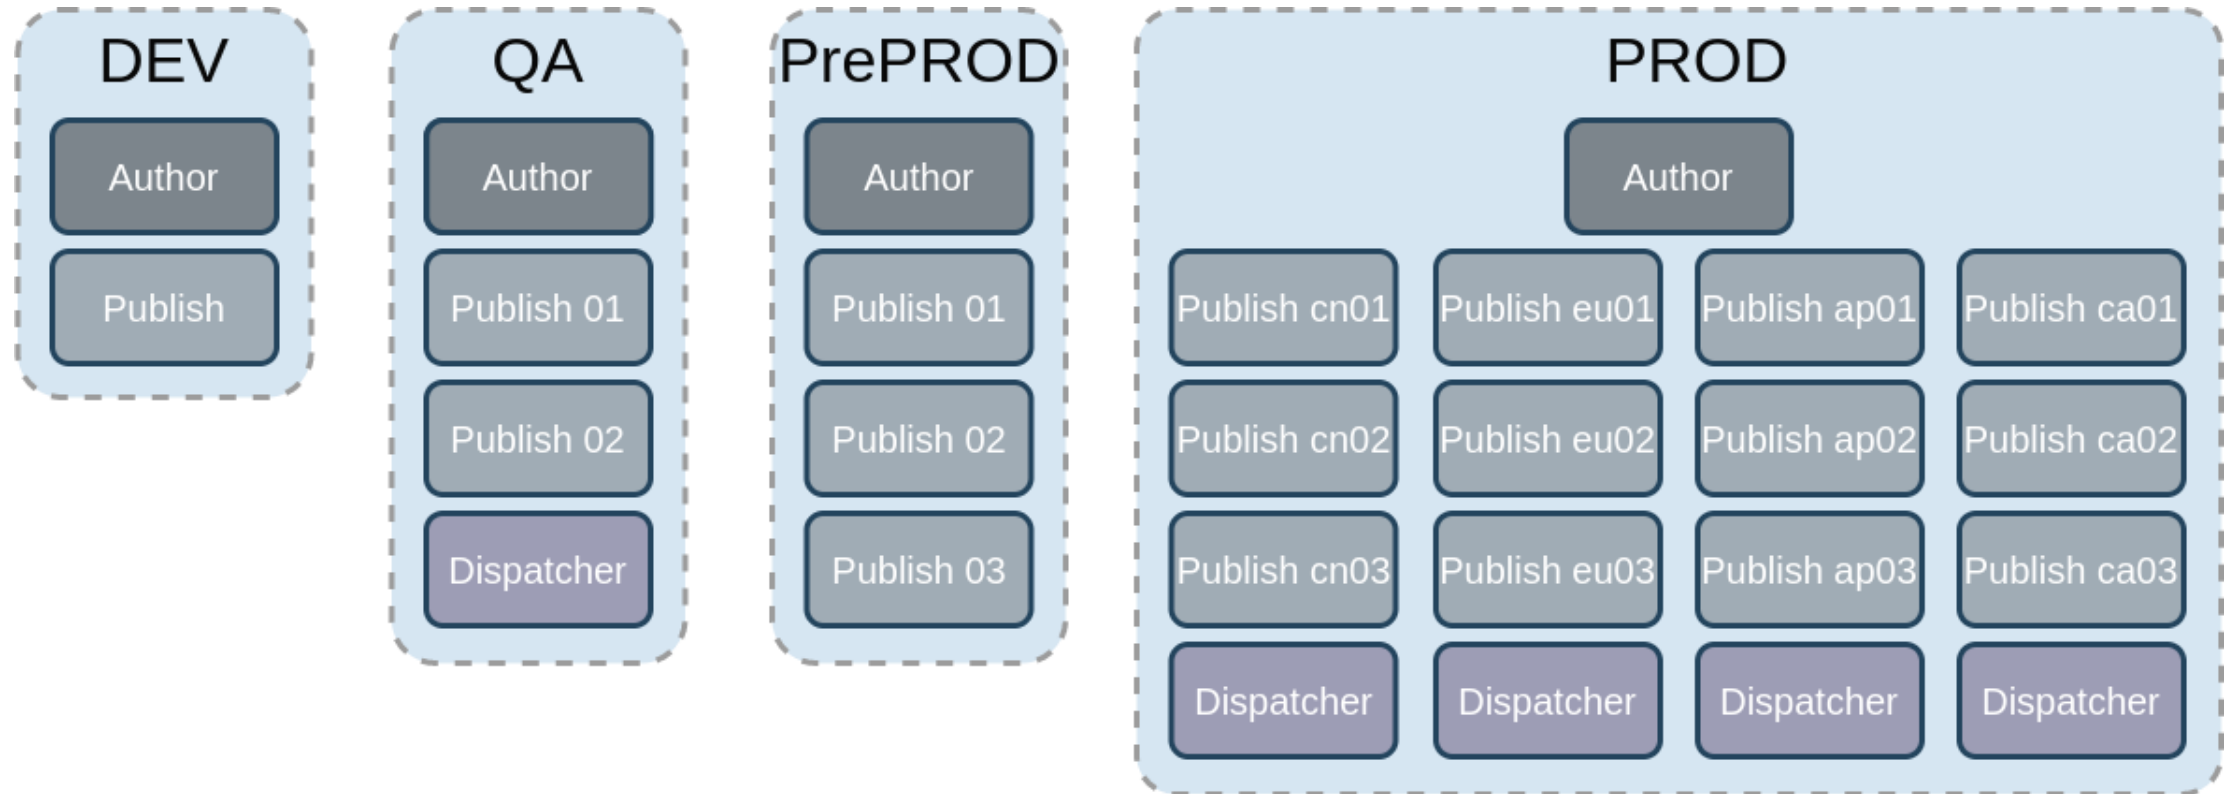 DEV
Author
Publish
QA
Author
Publish 01
Publish 02
Dispatcher
PrePROD
Author
Publish 01
Publish 02
Publish 03
PROD
Author
Publish cn01
Publish eu01
Publish ap01
Publish ca01
Publish cn02
Publish eu02
Publish ap02
Publish ca02
Publish cn03
Publish eu03
Publish ap03
Publish ca03
Dispatcher
Dispatcher
Dispatcher
Dispatcher